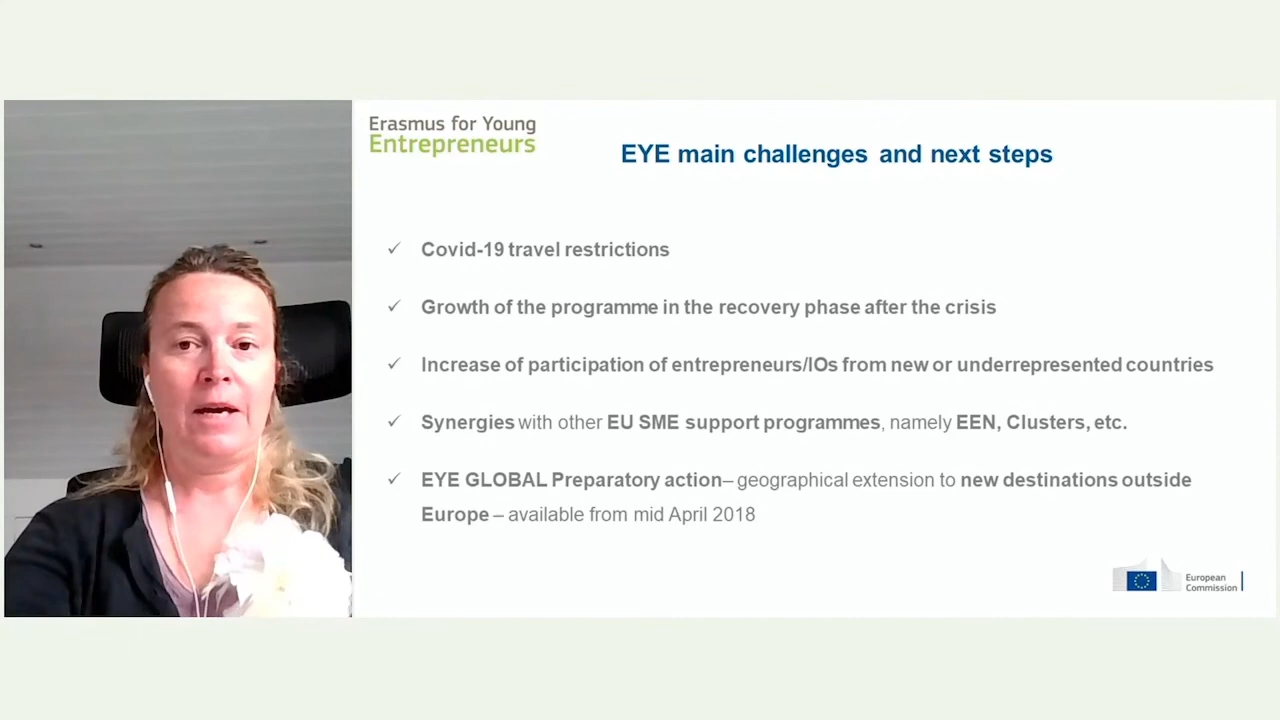 Erasmus for Young
Entrepreneurs
EYE main challenges and next steps
✓ Covid-19 travel restrictions
✓ Growth of the programme in the recovery phase after the crisis
✓ Increase of participation of entrepreneurs/IOs from new or underrepresented countries
✓ Synergies with other EU SME support programmes, namely EEN, Clusters, etc.
✓ EYE GLOBAL Preparatory action– geographical extension to new destinations outside
Europe – available from mid April 2018
European
Commission